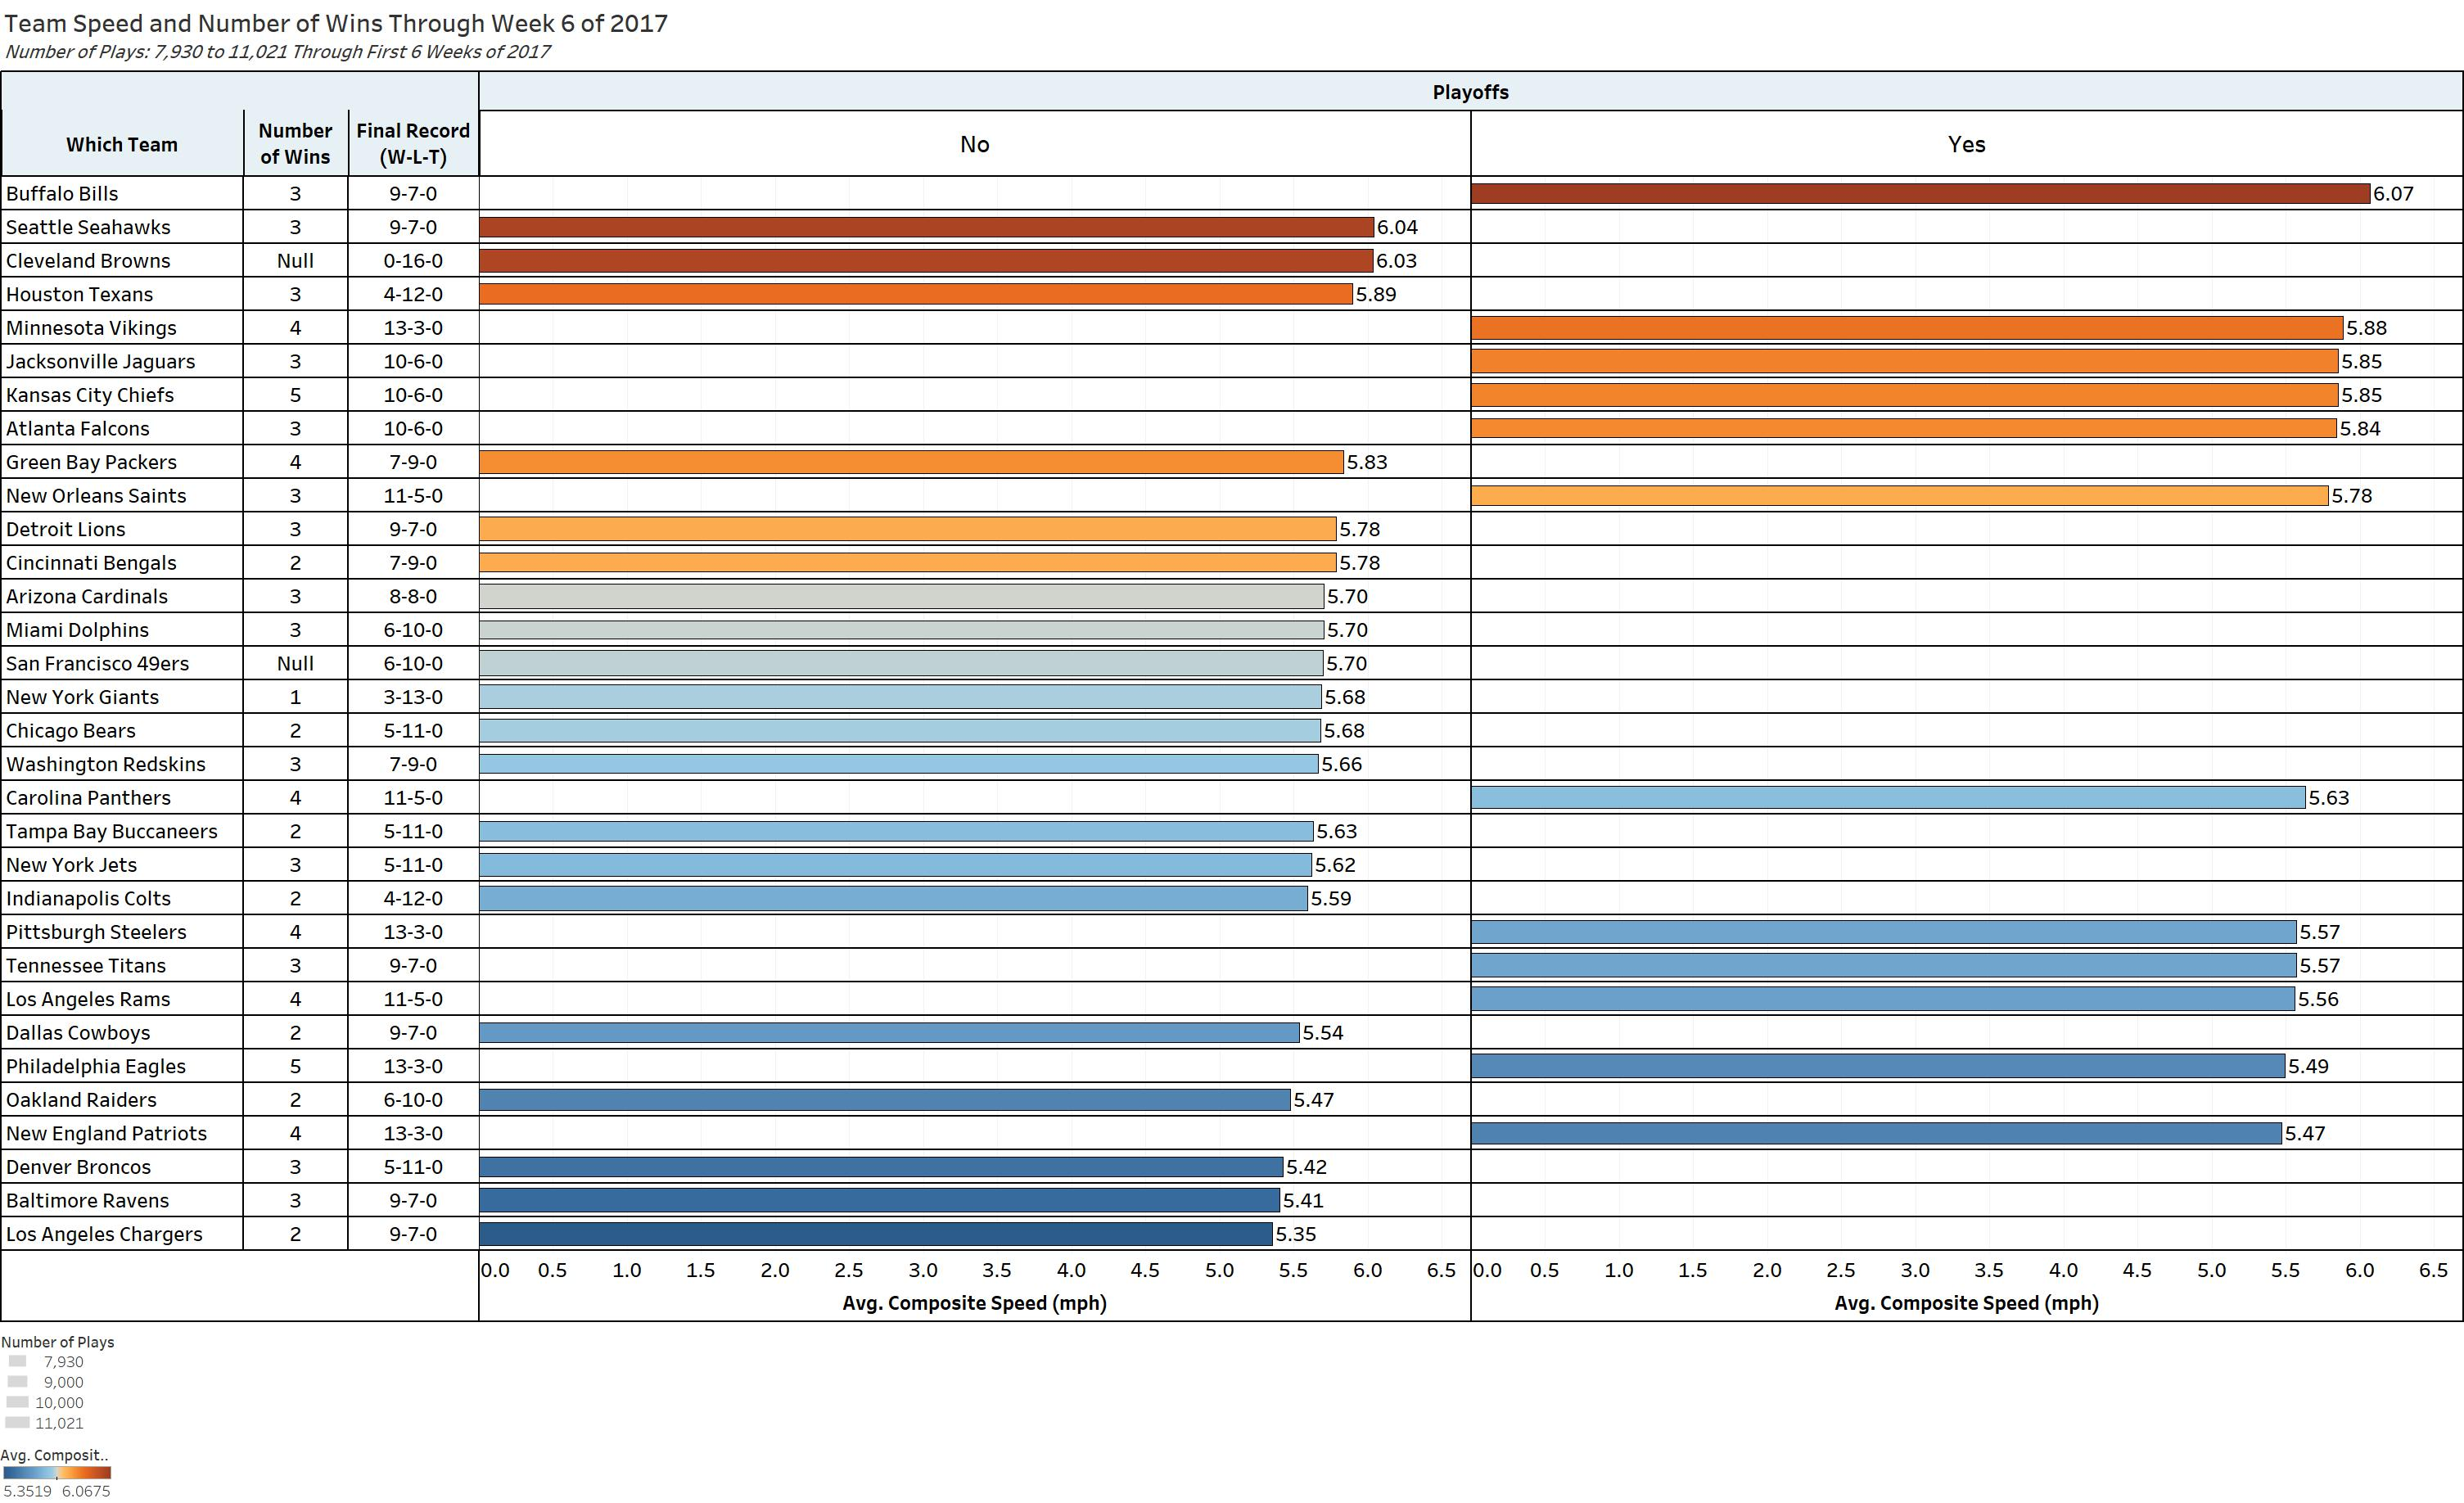 Team Speed and Number of Wins Through Week 6 of 2017
Number of Plays: 7,930 to 11,021 Through First 6 Weeks of 2017
Playoffs
Which Team Number of Wins Final Record (W-L-T) No Yes
Buffalo Bills 3 9-7-0 6.07
Seattle Seahawks 3 9-7-0 6.04
Cleveland Browns Null 0-16-0 6.03
Houston Texans 3 4-12-0 5.89
Minnesota Vikings 4 13-3-0 5.88
Jacksonville Jaguars 3 10-6-0 5.85
Kansas City Chiefs 5 10-6-0 5.85
Atlanta Falcons 3 10-6-0 5.84
Green Bay Packers 4 7-9-0 5.83
New Orleans Saints 3 11-5-0 5.78
Detroit Lions 3 9-7-0 5.78
Cincinnati Bengals 2 7-9-0 5.78
Arizona Cardinals 3 8-8-0 5.70
Miami Dolphins 3 6-10-0 5.70
San Francisco 49ers Null 6-10-0 5.70
New York Giants 1 3-13-0 5.68
Chicago Bears 2 5-11-0 5.68
Washington Redskins 3 7-9-0 5.66
Carolina Panthers 4 11-5-0 5.63
Tampa Bay Buccaneers 2 5-11-0 5.63
New York Jets 3 5-11-0 5.62
Indianapolis Colts 2 4-12-0 5.59
Pittsburgh Steelers 4 13-3-0 5.57
Tennessee Titans 3 9-7-0 5.57
Los Angeles Rams 4 11-5-0 5.56
Dallas Cowboys 2 9-7-0 5.54
Philadelphia Eagles 5 13-3-0 5.49
Oakland Raiders 2 6-10-0 5.47
New England Patriots 4 13-3-0 5.47
Denver Broncos 3 5-11-0 5.42
Baltimore Ravens 3 9-7-0 5.41
Los Angeles Chargers 2 9-7-0 5.35
0.0 0.5 1.0 1.5 2.0 2.5 3.0 3.5 4.0 4.5 5.0 5.5 6.0 6.5 0.0 0.5 1.0 1.5 2.0 2.5 3.0 3.5 4.0 4.5 5.0 5.5 6.0 6.5
Avg. Composite Speed (mph) Avg. Composite Speed (mph)
Number of Plays
7,930
9,000
10,000
11,021
Avg. Composit..
5.3519 6.0675